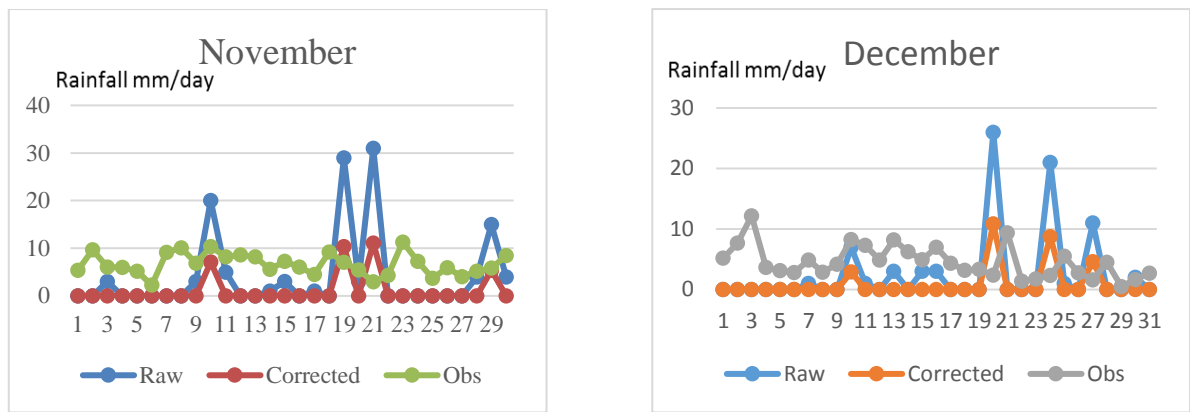 November
Rainfall mm/day
40
30
20
10
0
1 3 5 7 9 11 13 15 17 19 21 23 25 27 29
Raw Corrected Obs
December
Rainfall mm/day
30
20
10
0
1 3 5 7 9 11 13 15 17 19 21 23 25 27 29 31
Raw Corrected Obs